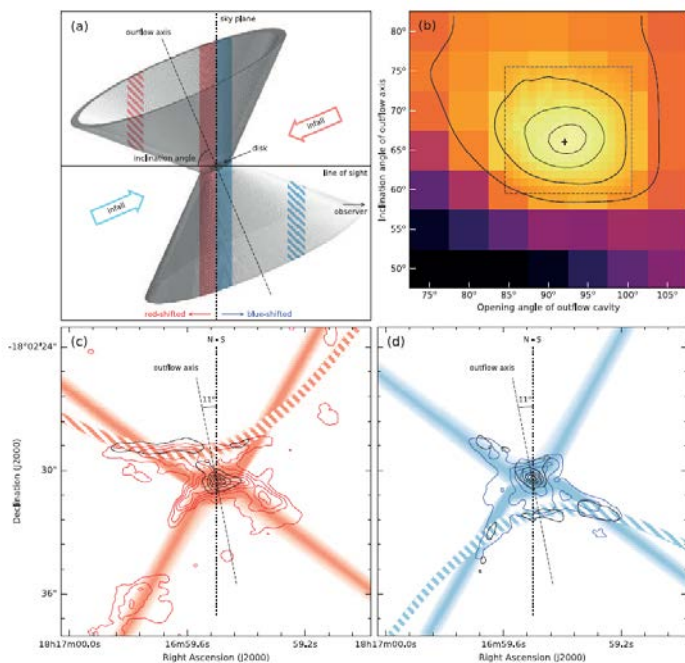 (a)
sky plane
outflow axis
infall
inclination angle
disk
line of sight
infall
observer
red-shifted
blue-shifted
(b)
Inclination angle of outflow axis
80°
75°
70°
65°
60°
55°
50°
75° 80° 85° 90° 95° 100° 105°
Opening angle of outflow cavity
(c)
N - S
outflow axis
11°
-18°02'24"
30"
36"
Declination (J2000)
18h17m00.0s 16m59.6s 59.2s
Right Ascension (J2000)
(d)
N - S
outflow axis
11°
18h17m00.0s 16m59.6s 59.2s
Right Ascension (J2000)